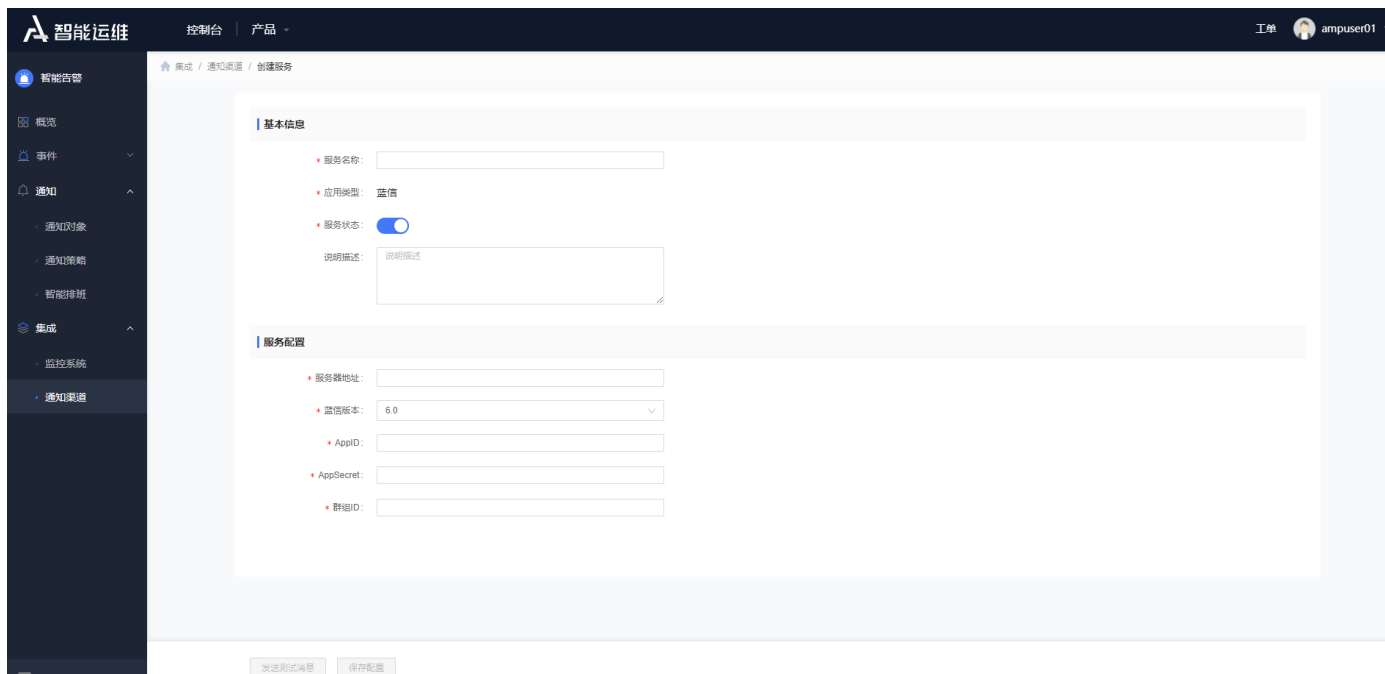 智能运维 控制台 产品 工单 ampuser01
智能告警
集成 / 通知渠道 / 创建服务
概览
事件
通知
通知对象
通知策略
智能排班
集成
监控系统
通知渠道
基本信息
* 服务名称:
* 应用类型: 蓝信
* 服务状态:
说明描述: 说明描述
服务配置
* 服务器地址:
* 蓝信版本: 6.0
* AppID:
* AppSecret:
* 群组ID:
发送测试消息 保存配置